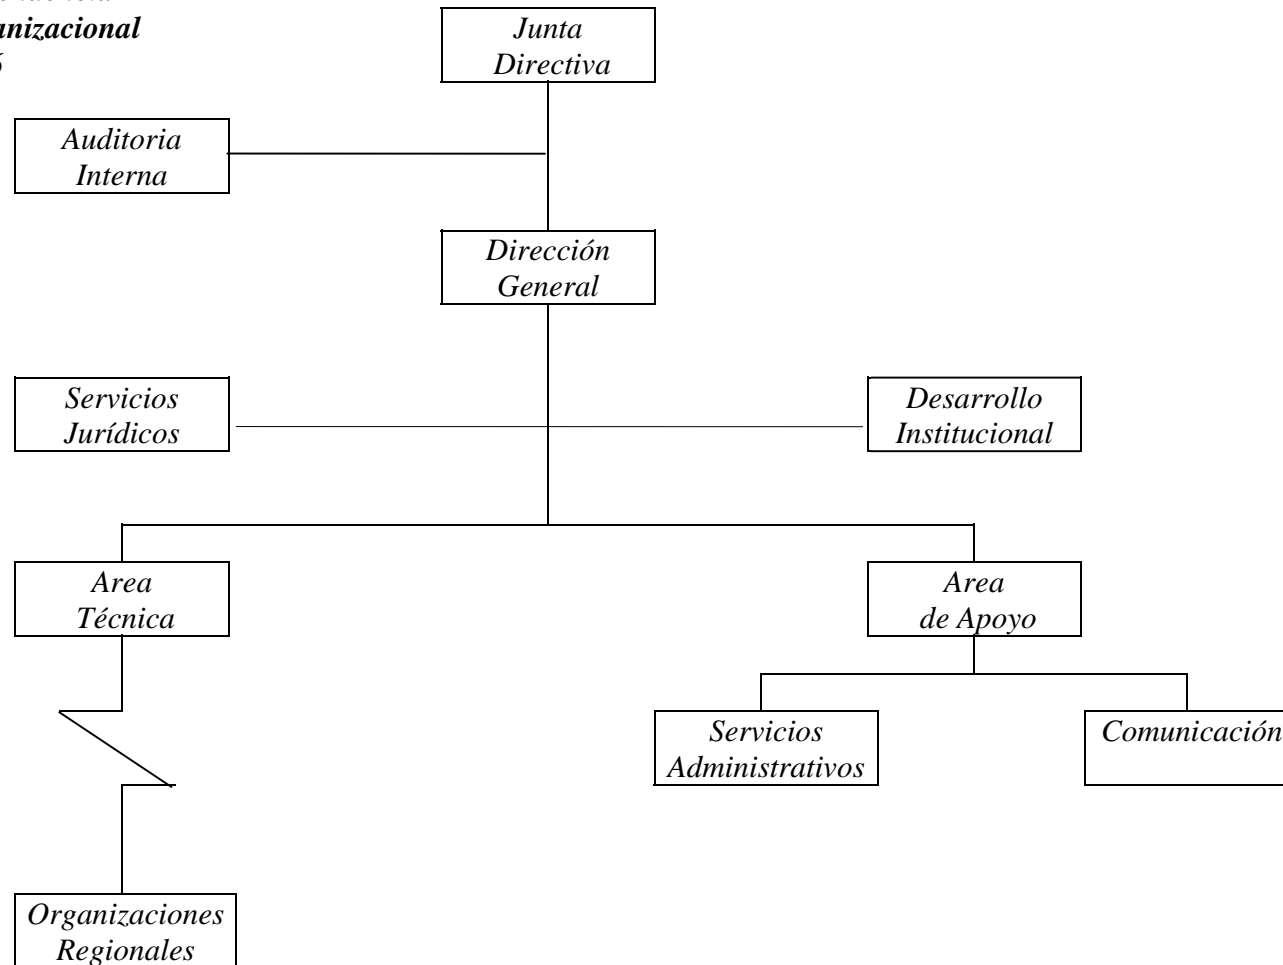 Junta
Directiva
Auditoria
Interna
Dirección
General
Servicios
Jurídicos
Desarrollo
Institucional
Area
Técnica
Area
de Apoyo
Servicios
Administrativos
Comunicación
Organizaciones
Regionales